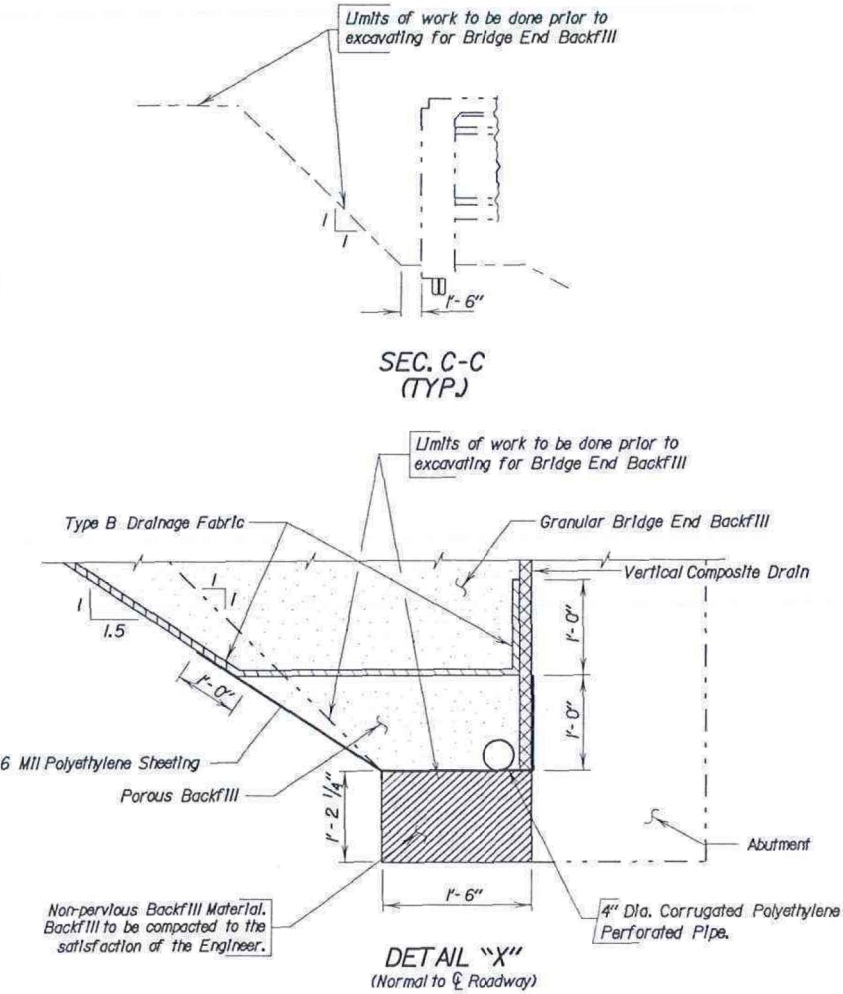 Limits of work to be done prior to
excavating for Bridge End Backfill
1
1
1'- 6"
SEC. C-C
(TYP.)
Limits of work to be done prior to
excavating for Bridge End Backfill
Type B Drainage Fabric
Granular Bridge End Backfill
Vertical Composite Drain
1
1
1
1.5
1'- 0"
1'- 0"
1'- 0"
6 Mil Polyethylene Sheeting
Porous Backfill
1'- 2 1/4"
Abutment
1'- 6"
Non-pervious Backfill Material.
Backfill to be compacted to the
satisfaction of the Engineer.
4" Dia. Corrugated Polyethylene
Perforated Pipe.
DETAIL "X"
(Normal to ℄ Roadway)